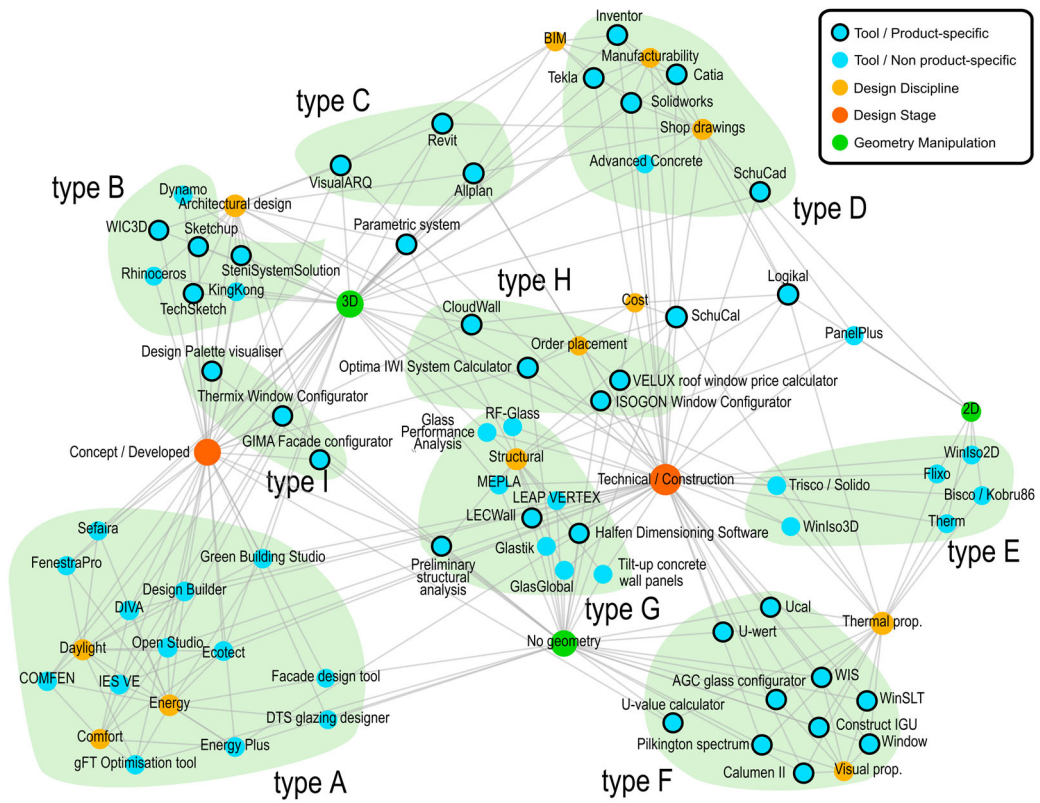 Inventor
BIM
Manufacturability
Tekla
Catia
Solidworks
Shop drawings
Advanced Concrete
SchuCad
type D
Tool / Product-specific
Tool / Non product-specific
Design Discipline
Design Stage
Geometry Manipulation
type C
Revit
VisualARQ
Allplan
type B
Dynamo
Architectural design
WIC3D
Sketchup
SteniSystemSolution
Rhinoceros
KingKong
TechSketch
Parametric system
3D
type H
CloudWall
Cost
SchuCal
Logikal
PanelPlus
Order placement
Optima IWI System Calculator
VELUX roof window price calculator
ISOGON Window Configurator
2D
Design Palette visualiser
Thermix Window Configurator
GIMA Facade configurator
Concept / Developed
type I
RF-Glass
Glass
Performance
Analysis
Structural
MEPLA
LEAP VERTEX
LECWall
Halfen Dimensioning Software
Glastik
GlasGlobal
Tilt-up concrete
wall panels
Preliminary
structural
analysis
type G
Technical / Construction
WinIso2D
Flixo
Trisco / Solido
Bisco / Kobru86
WinIso3D
Therm
type E
Sefaira
FenestraPro
Green Building Studio
Design Builder
DIVA
Daylight
Open Studio
Ecotect
COMFEN
IES VE
Facade design tool
Energy
DTS glazing designer
Comfort
Energy Plus
gFT Optimisation tool
type A
No geometry
Ucal
Thermal prop.
U-wert
WIS
AGC glass configurator
WinSLT
U-value calculator
Construct IGU
Pilkington spectrum
Window
Calumen II
Visual prop.
type F